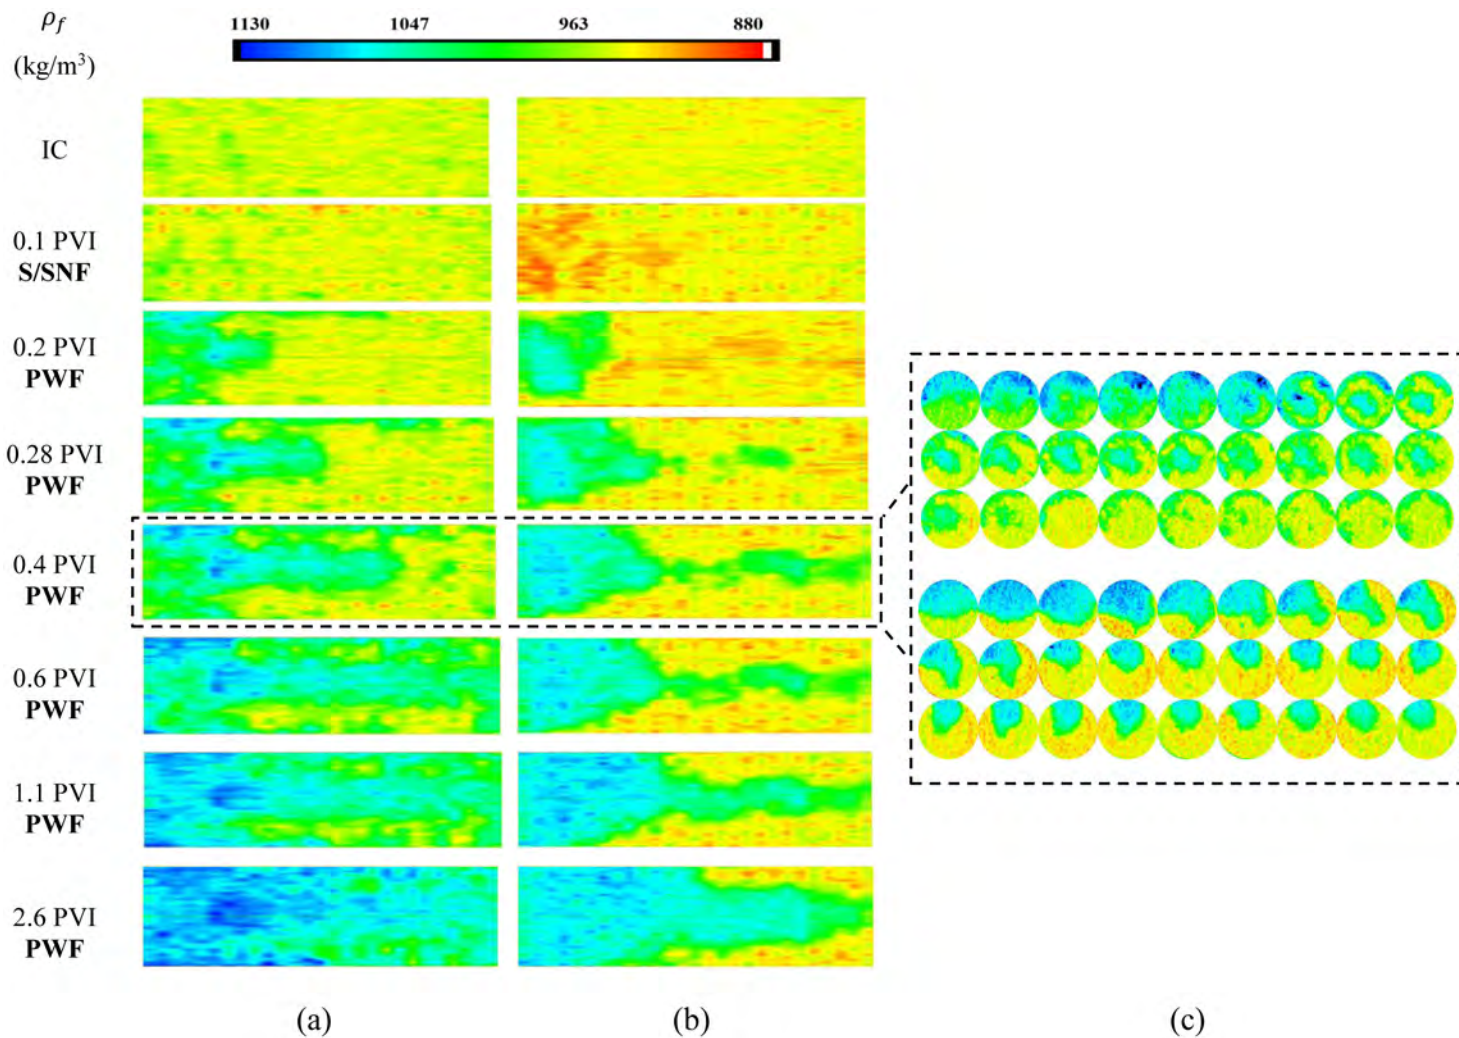 ρf
1130 1047 963 880
(kg/m³)
IC
0.1 PVI
S/SNF
0.2 PVI
PWF
0.28 PVI
PWF
0.4 PVI
PWF
0.6 PVI
PWF
1.1 PVI
PWF
2.6 PVI
PWF
(a) (b) (c)